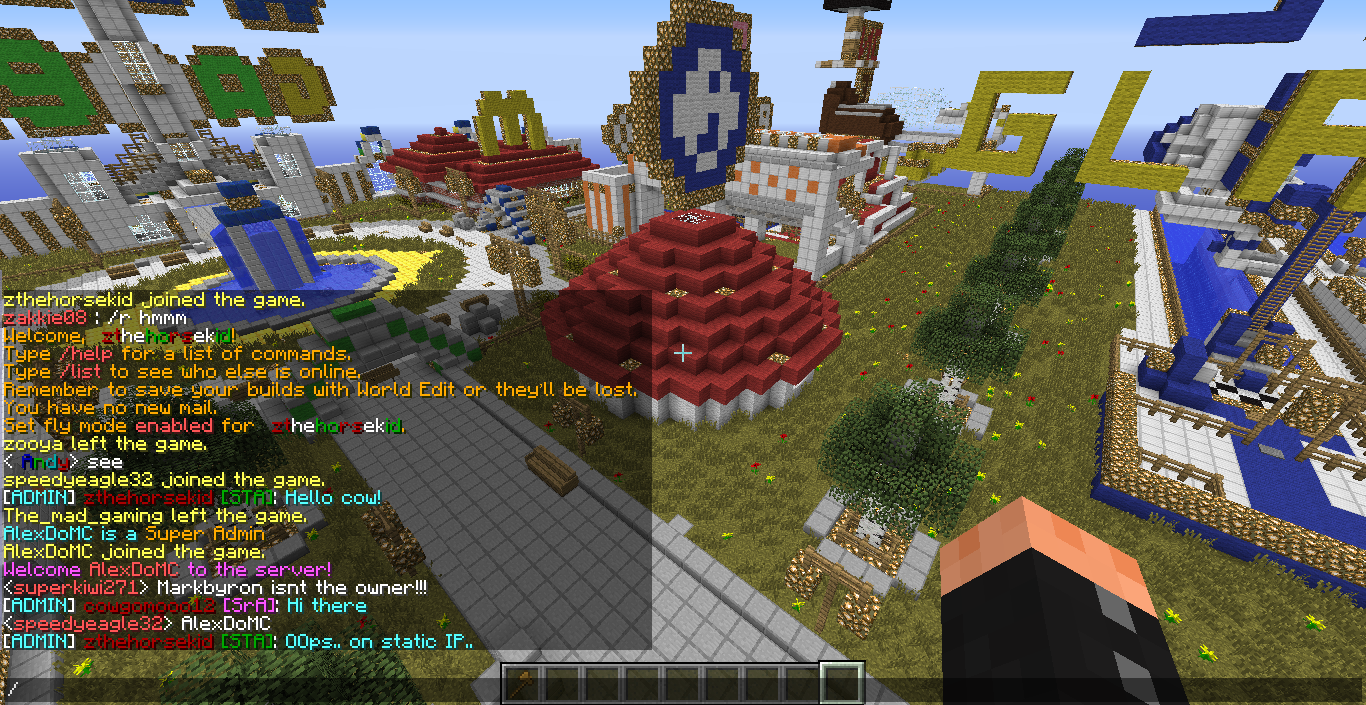 9
A
J
m
GLA
zthehorsekid joined the game.
zakkie08 : /r hmmm
Welcome, zthehorsekid!
Type /help for a list of commands.
Type /list to see who else is online.
Remember to save your builds with World Edit or they'll be lost.
You have no new mail.
Set fly mode enabled for zthehorsekid.
zooya left the game.
< Andy> see
speedyeagle32 joined the game.
[ADMIN] zthehorsekid [STA]: Hello cow!
The_mad_gaming left the game.
AlexDoMC is a Super Admin
AlexDoMC joined the game.
Welcome AlexDoMC to the server!
<superkiwi271> Markbyron isnt the owner!!!
[ADMIN] cowgomooo12 [SrA]: Hi there
<speedyeagle32> AlexDoMC
[ADMIN] zthehorsekid [STA]: OOps.. on static IP..
/